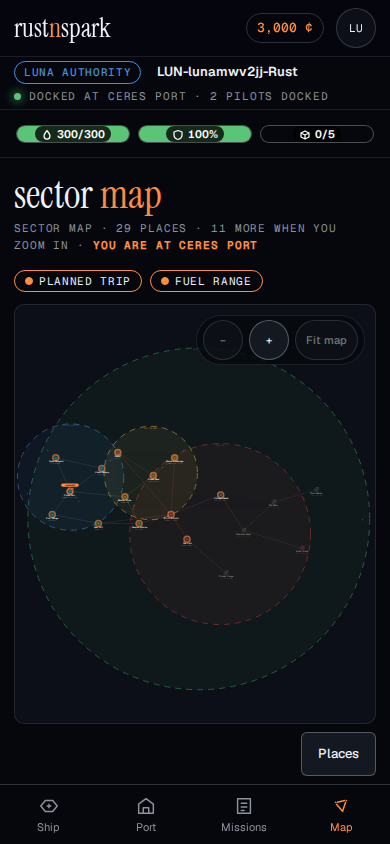 rustnspark
3,000 ¢
LU
LUNA AUTHORITY
LUN-lunamwv2jj-Rust
DOCKED AT CERES PORT · 2 PILOTS DOCKED
300/300
100%
0/5
sector map
SECTOR MAP · 29 PLACES · 11 MORE WHEN YOU
ZOOM IN · YOU ARE AT CERES PORT
PLANNED TRIP
FUEL RANGE
−
+
Fit map
Places
Ship
Port
Missions
Map